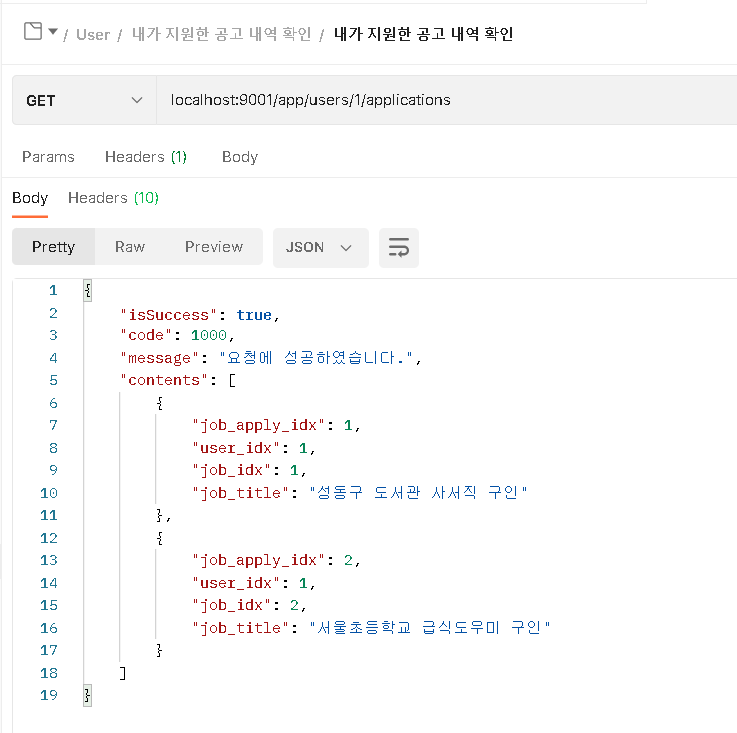 / User / 내가 지원한 공고 내역 확인 / 내가 지원한 공고 내역 확인
GET localhost:9001/app/users/1/applications
Params Headers (1) Body
Body Headers (10)
Pretty Raw Preview JSON
1 {
2 "isSuccess": true,
3 "code": 1000,
4 "message": "요청에 성공하였습니다.",
5 "contents": [
6 {
7 "job_apply_idx": 1,
8 "user_idx": 1,
9 "job_idx": 1,
10 "job_title": "성동구 도서관 사서직 구인"
11 },
12 {
13 "job_apply_idx": 2,
14 "user_idx": 1,
15 "job_idx": 2,
16 "job_title": "서울초등학교 급식도우미 구인"
17 }
18 ]
19 }